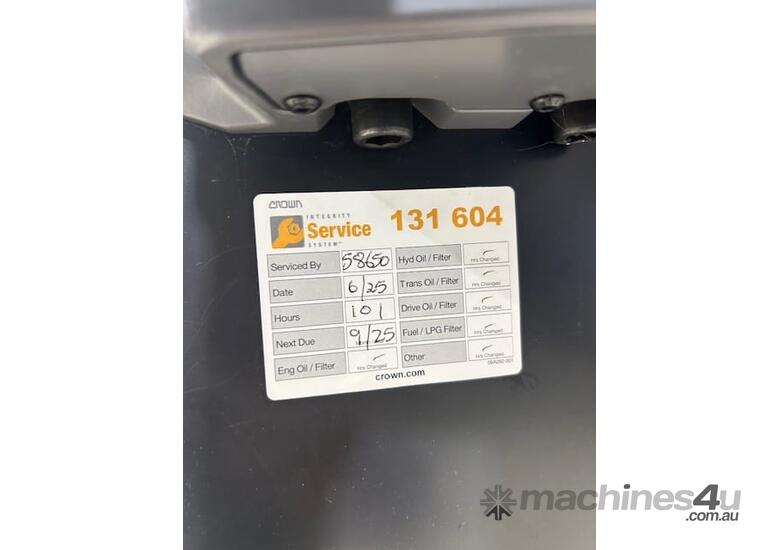 CROWN
INTEGRITY
Service 131 604
SYSTEM™
Serviced By 58650 Hyd Oil / Filter Hrs Changed
Date 6/25 Trans Oil / Filter Hrs Changed
Hours 101 Drive Oil / Filter Hrs Changed
Next Due 9/25 Fuel / LPG Filter Hrs Changed
Eng Oil / Filter Hrs Changed Other Hrs Changed
crown.com
machines4u
.com.au